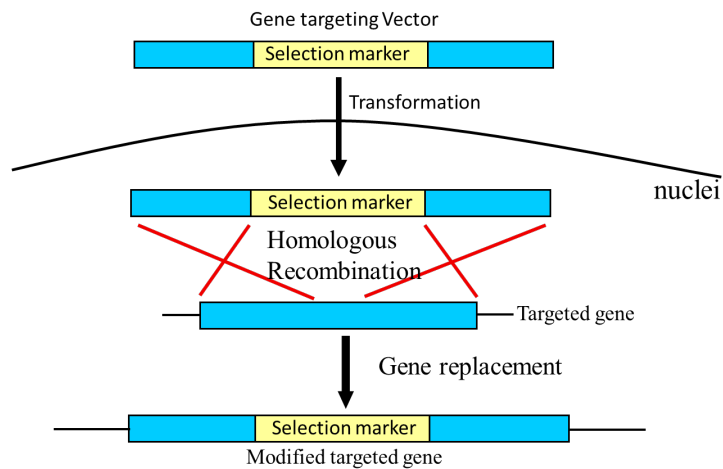 Gene targeting Vector
Selection marker
Transformation
nuclei
Selection marker
Homologous
Recombination
Targeted gene
Gene replacement
Selection marker
Modified targeted gene